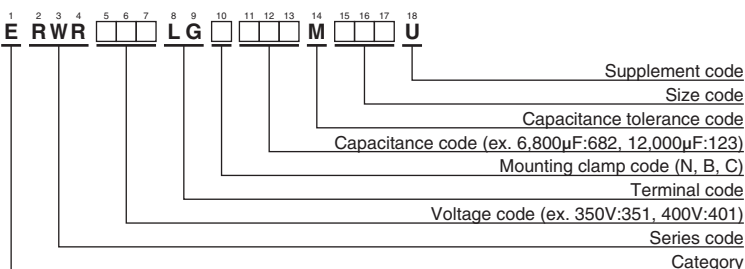 1 2 3 4 5 6 7 8 9 10 11 12 13 14 15 16 17 18
E RWR □□□ LG □ □□□ M □□□ U
Supplement code
Size code
Capacitance tolerance code
Capacitance code (ex. 6,800µF:682, 12,000µF:123)
Mounting clamp code (N, B, C)
Terminal code
Voltage code (ex. 350V:351, 400V:401)
Series code
Category